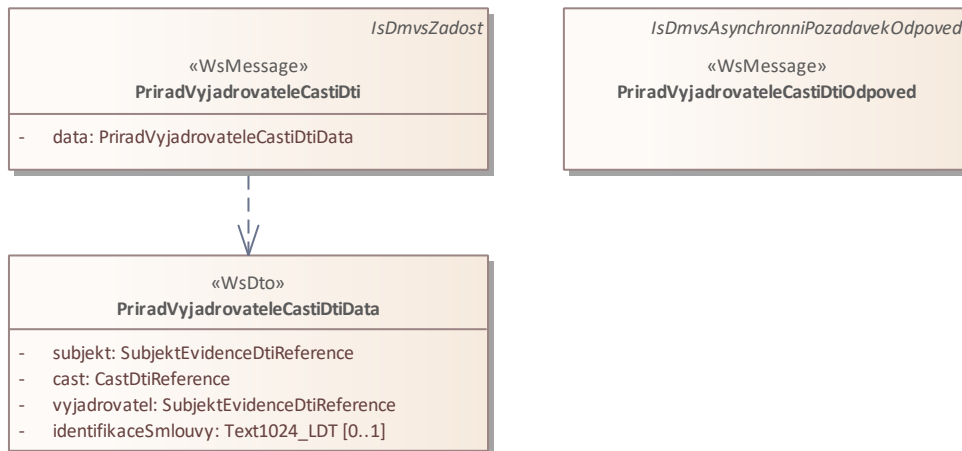 IsDmvsZadost
«WsMessage»
PriradVyjadrovateleCastiDti
- data: PriradVyjadrovateleCastiDtiData
IsDmvsAsynchronniPozadavekOdpoved
«WsMessage»
PriradVyjadrovateleCastiDtiOdpoved
«WsDto»
PriradVyjadrovateleCastiDtiData
- subjekt: SubjektEvidenceDtiReference
- cast: CastDtiReference
- vyjadrovatel: SubjektEvidenceDtiReference
- identifikaceSmlouvy: Text1024_LDT [0..1]